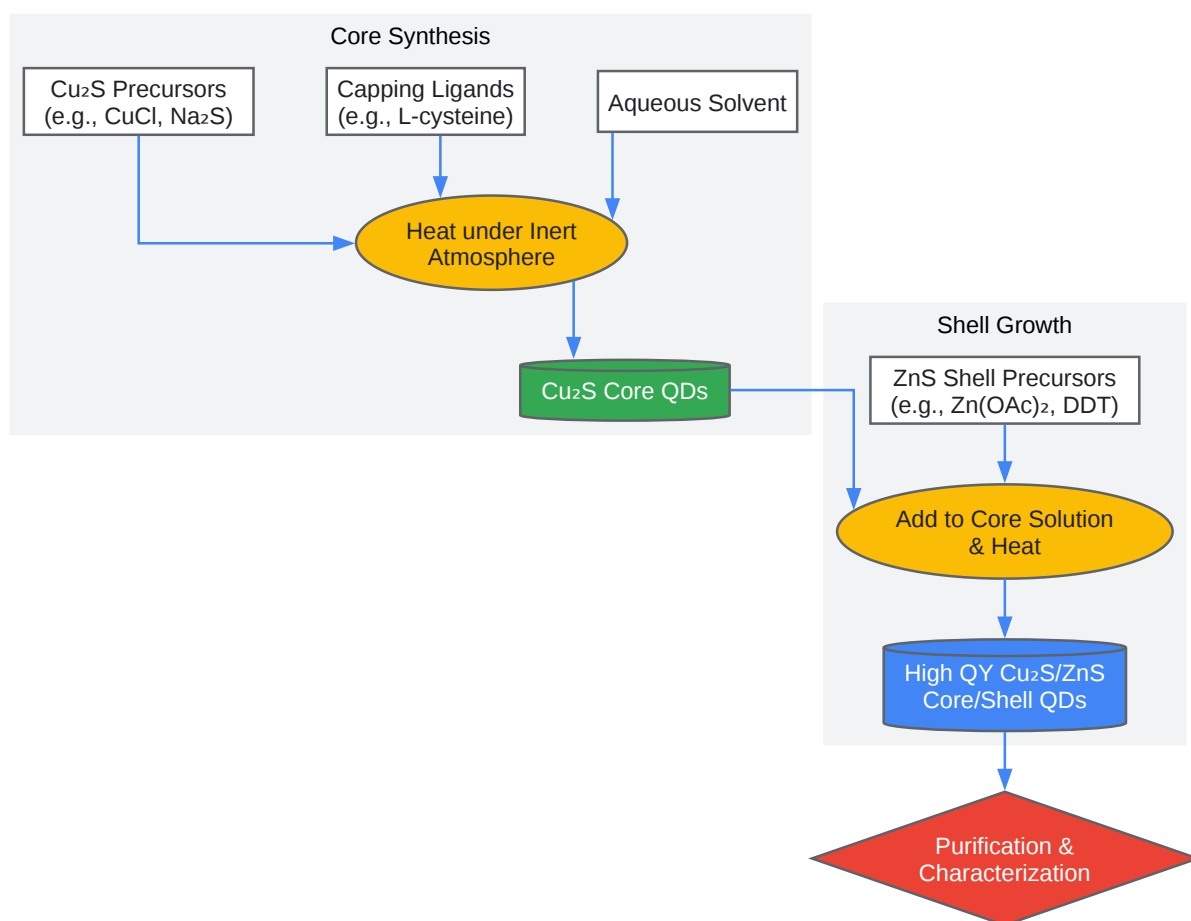 Core Synthesis
Cu₂S Precursors
(e.g., CuCl, Na₂S)
Capping Ligands
(e.g., L-cysteine)
Aqueous Solvent
Heat under Inert
Atmosphere
Cu₂S Core QDs
Shell Growth
ZnS Shell Precursors
(e.g., Zn(OAc)₂, DDT)
Add to Core Solution
& Heat
High QY Cu₂S/ZnS
Core/Shell QDs
Purification &
Characterization